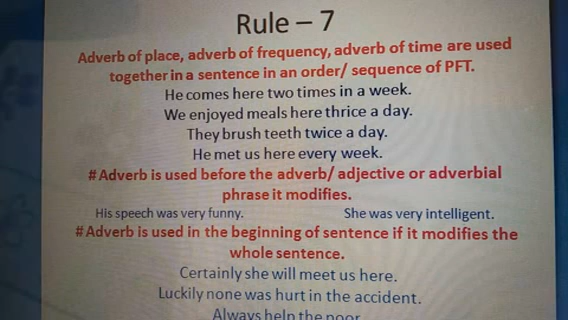 Rule – 7
Adverb of place, adverb of frequency, adverb of time are used
together in a sentence in an order/ sequence of PFT.
He comes here two times in a week.
We enjoyed meals here thrice a day.
They brush teeth twice a day.
He met us here every week.
# Adverb is used before the adverb/ adjective or adverbial
phrase it modifies.
His speech was very funny. She was very intelligent.
# Adverb is used in the beginning of sentence if it modifies the
whole sentence.
Certainly she will meet us here.
Luckily none was hurt in the accident.
Always help the poor